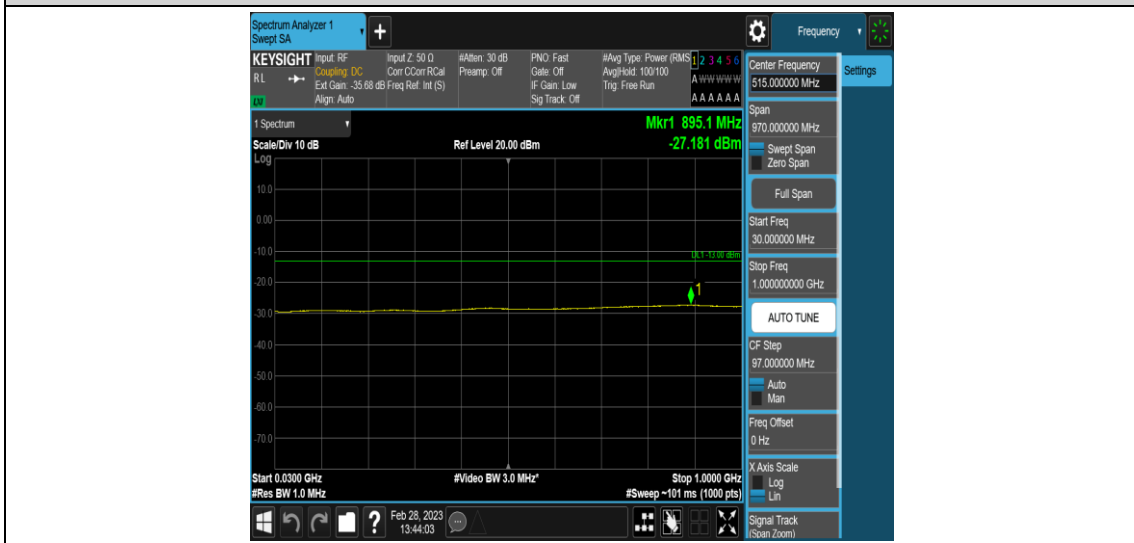 Spectrum Analyzer 1
Swept SA
+
Frequency
KEYSIGHT
RL
LXI
Input: RF
Coupling: DC
Ext Gain: -35.68 dB
Align: Auto
Input Z: 50 Ω
Corr CCorr RCal
Freq Ref: Int (S)
#Atten: 30 dB
Preamp: Off
PNO: Fast
Gate: Off
IF Gain: Low
Sig Track: Off
#Avg Type: Power (RMS
Avg|Hold: 100/100
Trig: Free Run
1 2 3 4 5 6
A W W W W W
A A A A A A
1 Spectrum
Mkr1 895.1 MHz
Scale/Div 10 dB
Ref Level 20.00 dBm
-27.181 dBm
Log
10.0
0.00
-10.0
DL1 -13.00 dBm
-20.0
1
-30.0
-40.0
-50.0
-60.0
-70.0
Start 0.0300 GHz
#Video BW 3.0 MHz*
Stop 1.0000 GHz
#Res BW 1.0 MHz
#Sweep ~101 ms (1000 pts)
?
Feb 28, 2023
13:44:03
Center Frequency
515.000000 MHz
Settings
Span
970.000000 MHz
Swept Span
Zero Span
Full Span
Start Freq
30.000000 MHz
Stop Freq
1.000000000 GHz
AUTO TUNE
CF Step
97.000000 MHz
Auto
Man
Freq Offset
0 Hz
X Axis Scale
Log
Lin
Signal Track
(Span Zoom)